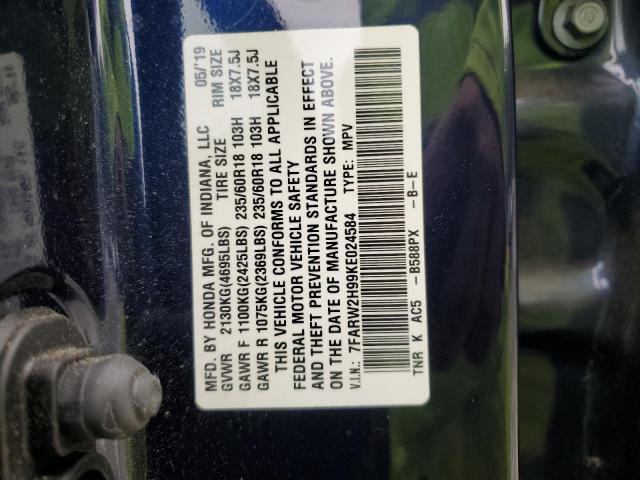 MFD. BY HONDA MFG. OF INDIANA, LLC 05/'19
GVWR 2130KG(4695LBS) TIRE SIZE RIM SIZE
GAWR F 1100KG(2425LBS) 235/60R18 103H 18X7.5J
GAWR R 1075KG(2369LBS) 235/60R18 103H 18X7.5J
THIS VEHICLE CONFORMS TO ALL APPLICABLE
FEDERAL MOTOR VEHICLE SAFETY
AND THEFT PREVENTION STANDARDS IN EFFECT
ON THE DATE OF MANUFACTURE SHOWN ABOVE.
V.I.N.: 7FARW2H99KE024584 TYPE: MPV
TNR K AC5 -B588PX -B-E